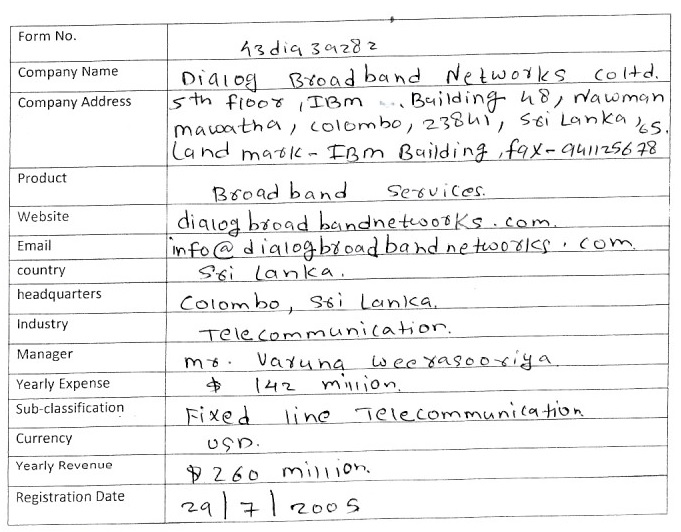 Form No. 43dia39282
Company Name Dialog Broadband Networks coltd.
Company Address 5th floor, IBm ... Building 48, Nawman
mawatha, colombo, 23841, Sri Lanka,
Land mark - IBm Building, fax - 94112567865.
Product Broadband Services.
Website dialogbroadbandnetworks.com.
Email info@dialogbroadbandnetworks.com.
country Sri Lanka.
headquarters Colombo, Sri Lanka.
Industry Telecommunication.
Manager mr. Varuna weerasooriya
Yearly Expense $ 142 million.
Sub-classification Fixed line Telecommunication
Currency USD.
Yearly Revenue $ 260 million.
Registration Date 29/7/2005